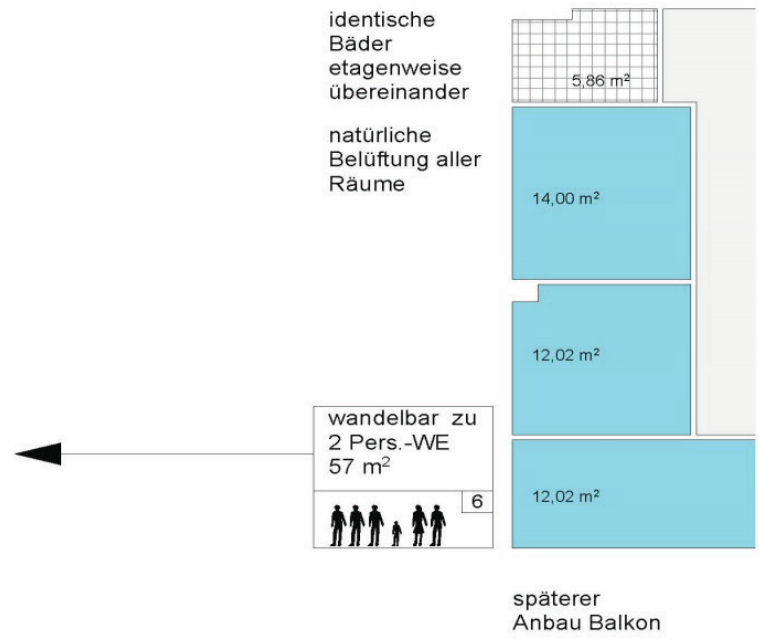 identische
Bäder
etagenweise
übereinander
5,86 m²
natürliche
Belüftung aller
Räume
14,00 m²
12,02 m²
wandelbar zu
2 Pers.-WE
57 m²
6
12,02 m²
späterer
Anbau Balkon